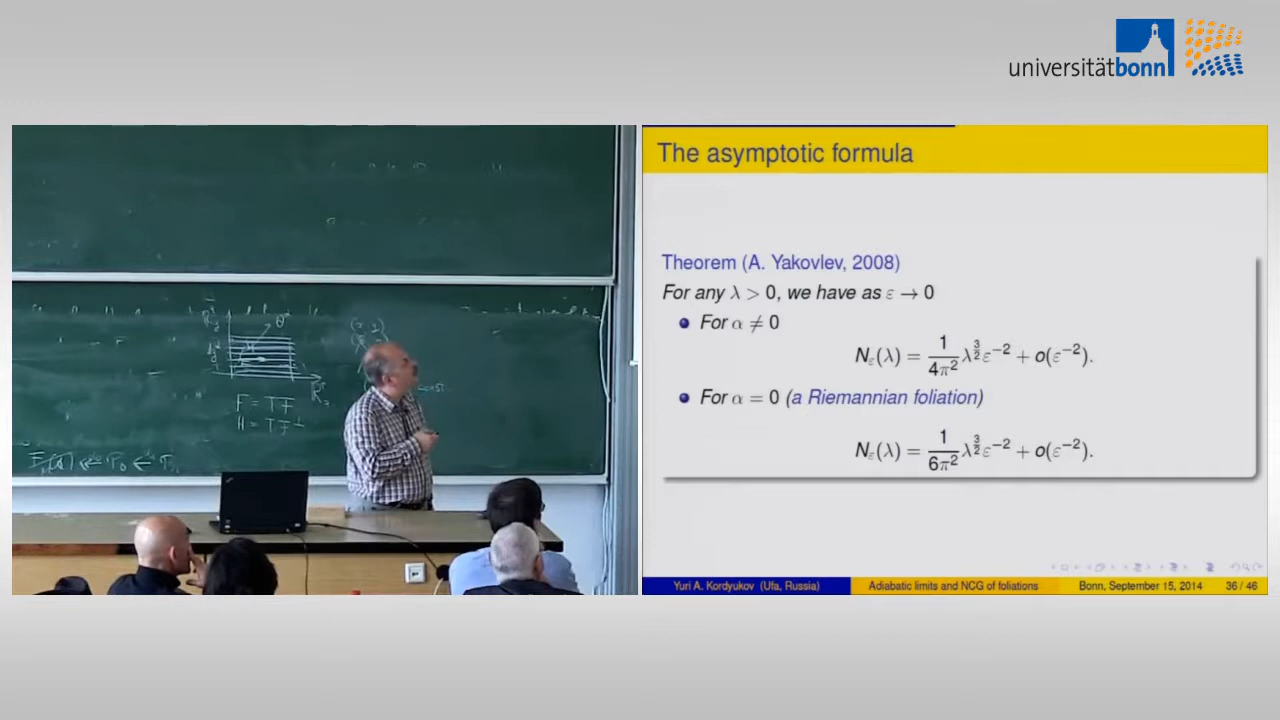 universitätbonn
The asymptotic formula
Theorem (A. Yakovlev, 2008)
For any λ > 0, we have as ε → 0
For α ≠ 0
N_ε(λ) = 1/4π² λ^{3/2} ε⁻² + o(ε⁻²).
For α = 0 (a Riemannian foliation)
N_ε(λ) = 1/6π² λ^{3/2} ε⁻² + o(ε⁻²).
Yuri A. Kordyukov (Ufa, Russia)
Adiabatic limits and NCG of foliations
Bonn, September 15, 2014
36 / 46
F = TF
H = TF⊥